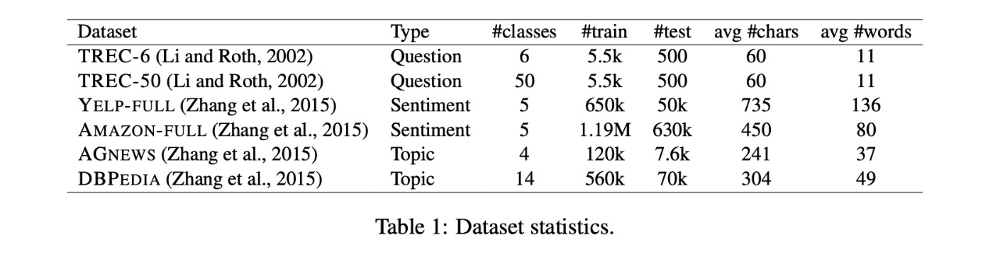 Dataset Type #classes #train #test avg #chars avg #words
TREC-6 (Li and Roth, 2002) Question 6 5.5k 500 60 11
TREC-50 (Li and Roth, 2002) Question 50 5.5k 500 60 11
YELP-FULL (Zhang et al., 2015) Sentiment 5 650k 50k 735 136
AMAZON-FULL (Zhang et al., 2015) Sentiment 5 1.19M 630k 450 80
AGNEWS (Zhang et al., 2015) Topic 4 120k 7.6k 241 37
DBPEDIA (Zhang et al., 2015) Topic 14 560k 70k 304 49
Table 1: Dataset statistics.